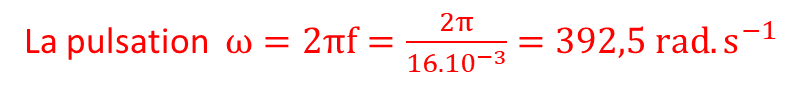 La pulsation ω = 2πf = 2π/16.10⁻³ = 392,5 rad.s⁻¹